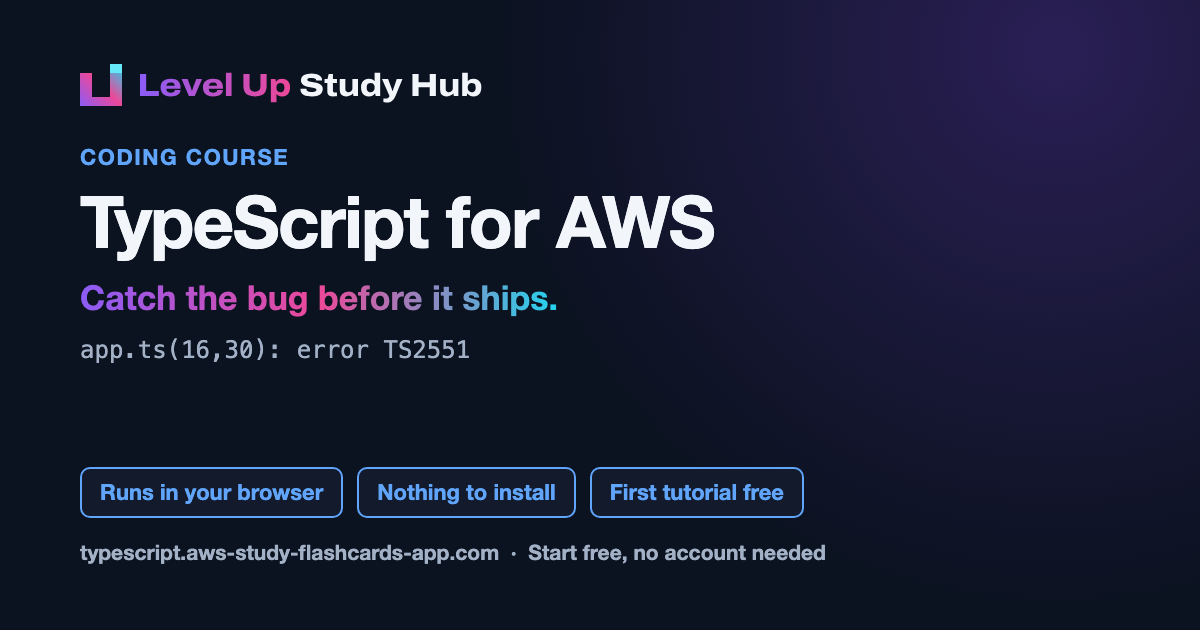 Level Up Study Hub
CODING COURSE
TypeScript for AWS
Catch the bug before it ships.
app.ts(16,30): error TS2551
Runs in your browser
Nothing to install
First tutorial free
typescript.aws-study-flashcards-app.com · Start free, no account needed